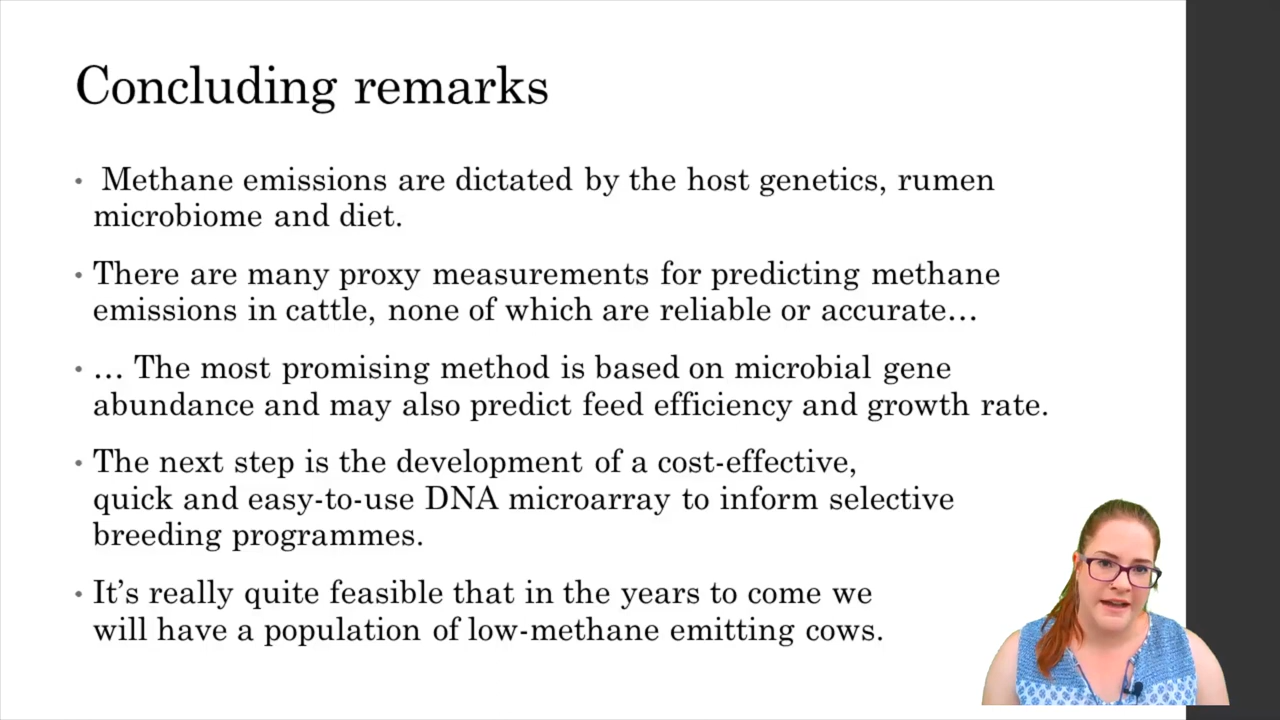 Concluding remarks
• Methane emissions are dictated by the host genetics, rumen
microbiome and diet.
• There are many proxy measurements for predicting methane
emissions in cattle, none of which are reliable or accurate…
• … The most promising method is based on microbial gene
abundance and may also predict feed efficiency and growth rate.
• The next step is the development of a cost-effective,
quick and easy-to-use DNA microarray to inform selective
breeding programmes.
• It’s really quite feasible that in the years to come we
will have a population of low-methane emitting cows.